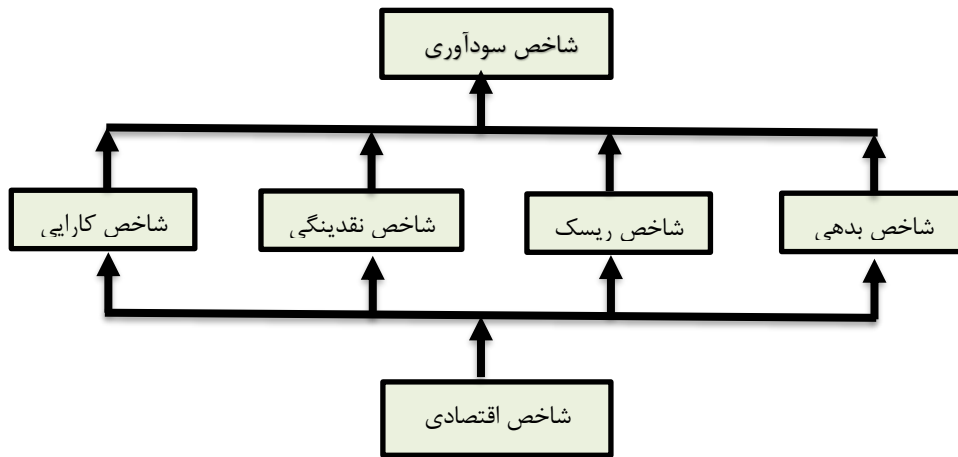 شاخص سودآوری
شاخص بدهی
شاخص ریسک
شاخص نقدینگی
شاخص کارایی
شاخص اقتصادی